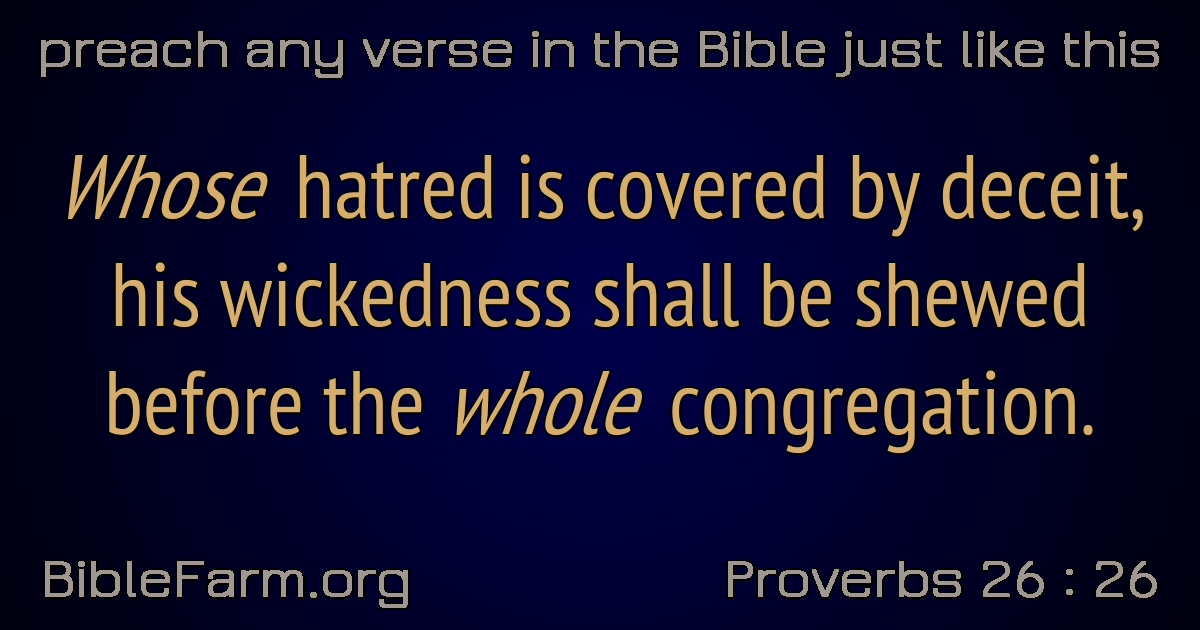 preach any verse in the Bible just like this
Whose hatred is covered by deceit,
his wickedness shall be shewed
before the whole congregation.
BibleFarm.org
Proverbs 26 : 26